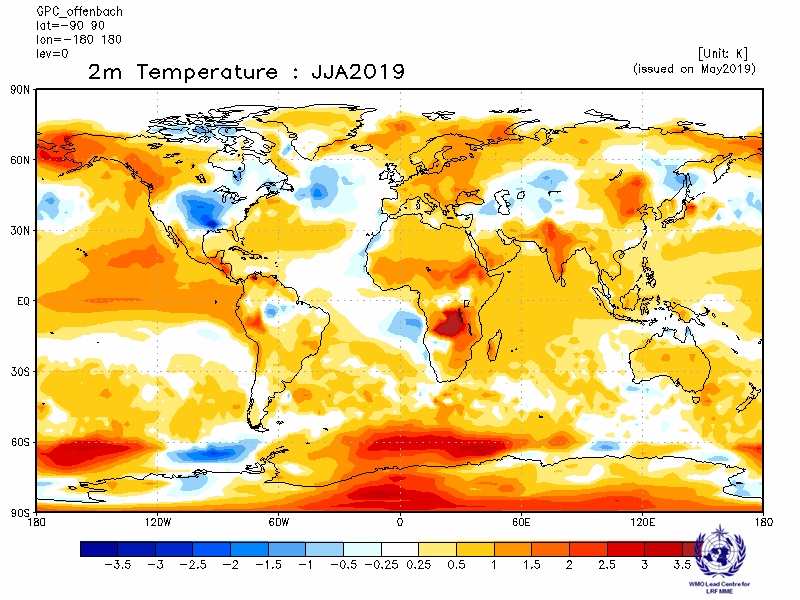 GPC_offenbach
lat=-90 90
lon=-180 180
lev=0
[Unit: K]
2m Temperature : JJA2019
(issued on May2019)
90N
60N
30N
EQ
30S
60S
90S
180 120W 60W 0 60E 120E 180
-3.5 -3 -2.5 -2 -1.5 -1 -0.5 -0.25 0.25 0.5 1 1.5 2 2.5 3 3.5
WMO Lead Centre for
LRF MME